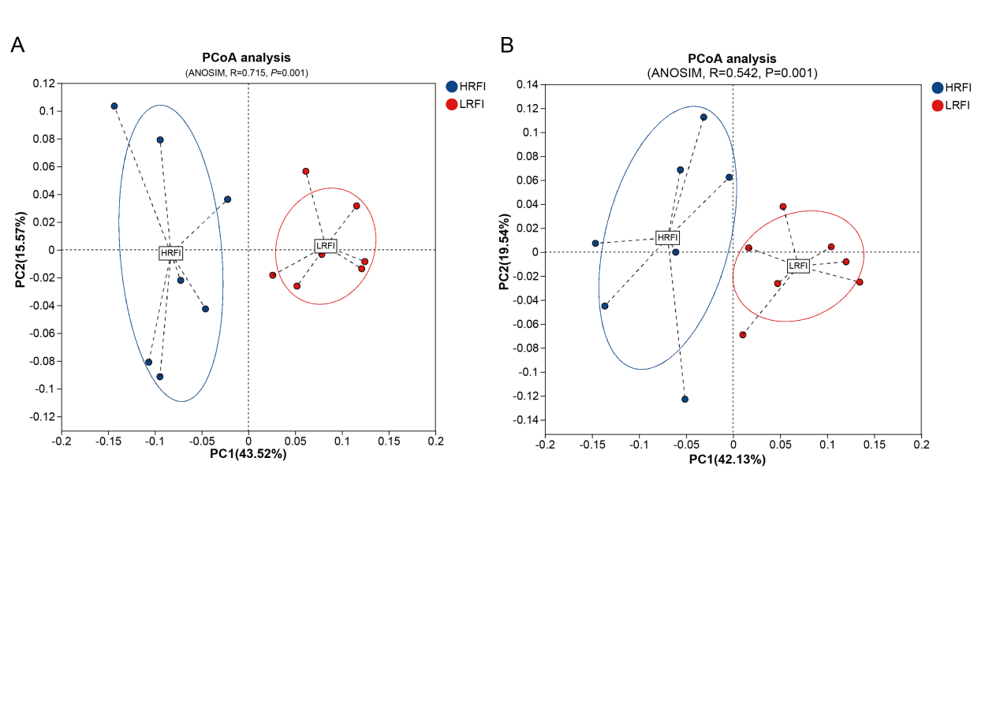 A
PCoA analysis
(ANOSIM, R=0.715, P=0.001)
HRFI
LRFI
0.12
0.1
0.08
0.06
0.04
0.02
0
-0.02
-0.04
-0.06
-0.08
-0.1
-0.12
PC2(15.57%)
HRFI
LRFI
-0.2
-0.15
-0.1
-0.05
0
0.05
0.1
0.15
0.2
PC1(43.52%)
B
PCoA analysis
(ANOSIM, R=0.542, P=0.001)
HRFI
LRFI
0.14
0.12
0.1
0.08
0.06
0.04
0.02
0
-0.02
-0.04
-0.06
-0.08
-0.1
-0.12
-0.14
PC2(19.54%)
HRFI
LRFI
-0.2
-0.15
-0.1
-0.05
0
0.05
0.1
0.15
0.2
PC1(42.13%)